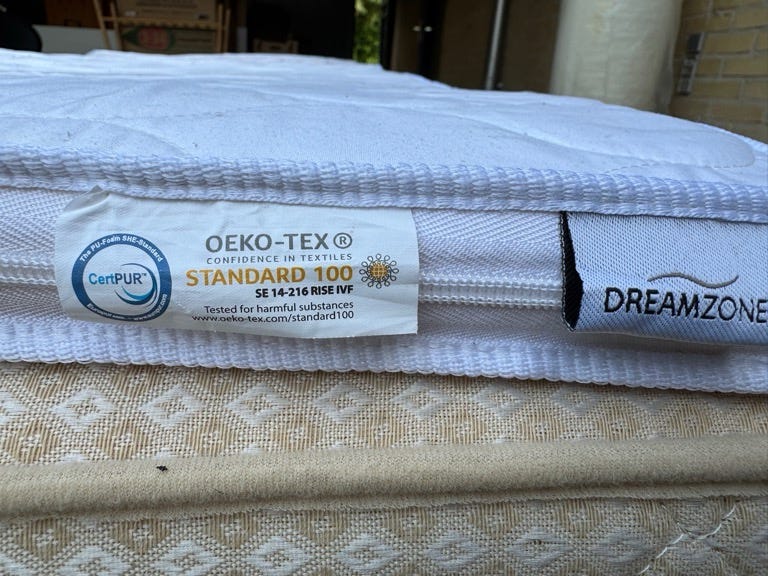 The PU-Foam SHE-Standard
CertiPUR™
OEKO-TEX®
CONFIDENCE IN TEXTILES
STANDARD 100
SE 14-216 RISE IVF
Tested for harmful substances
www.oeko-tex.com/standard100
DREAMZONE